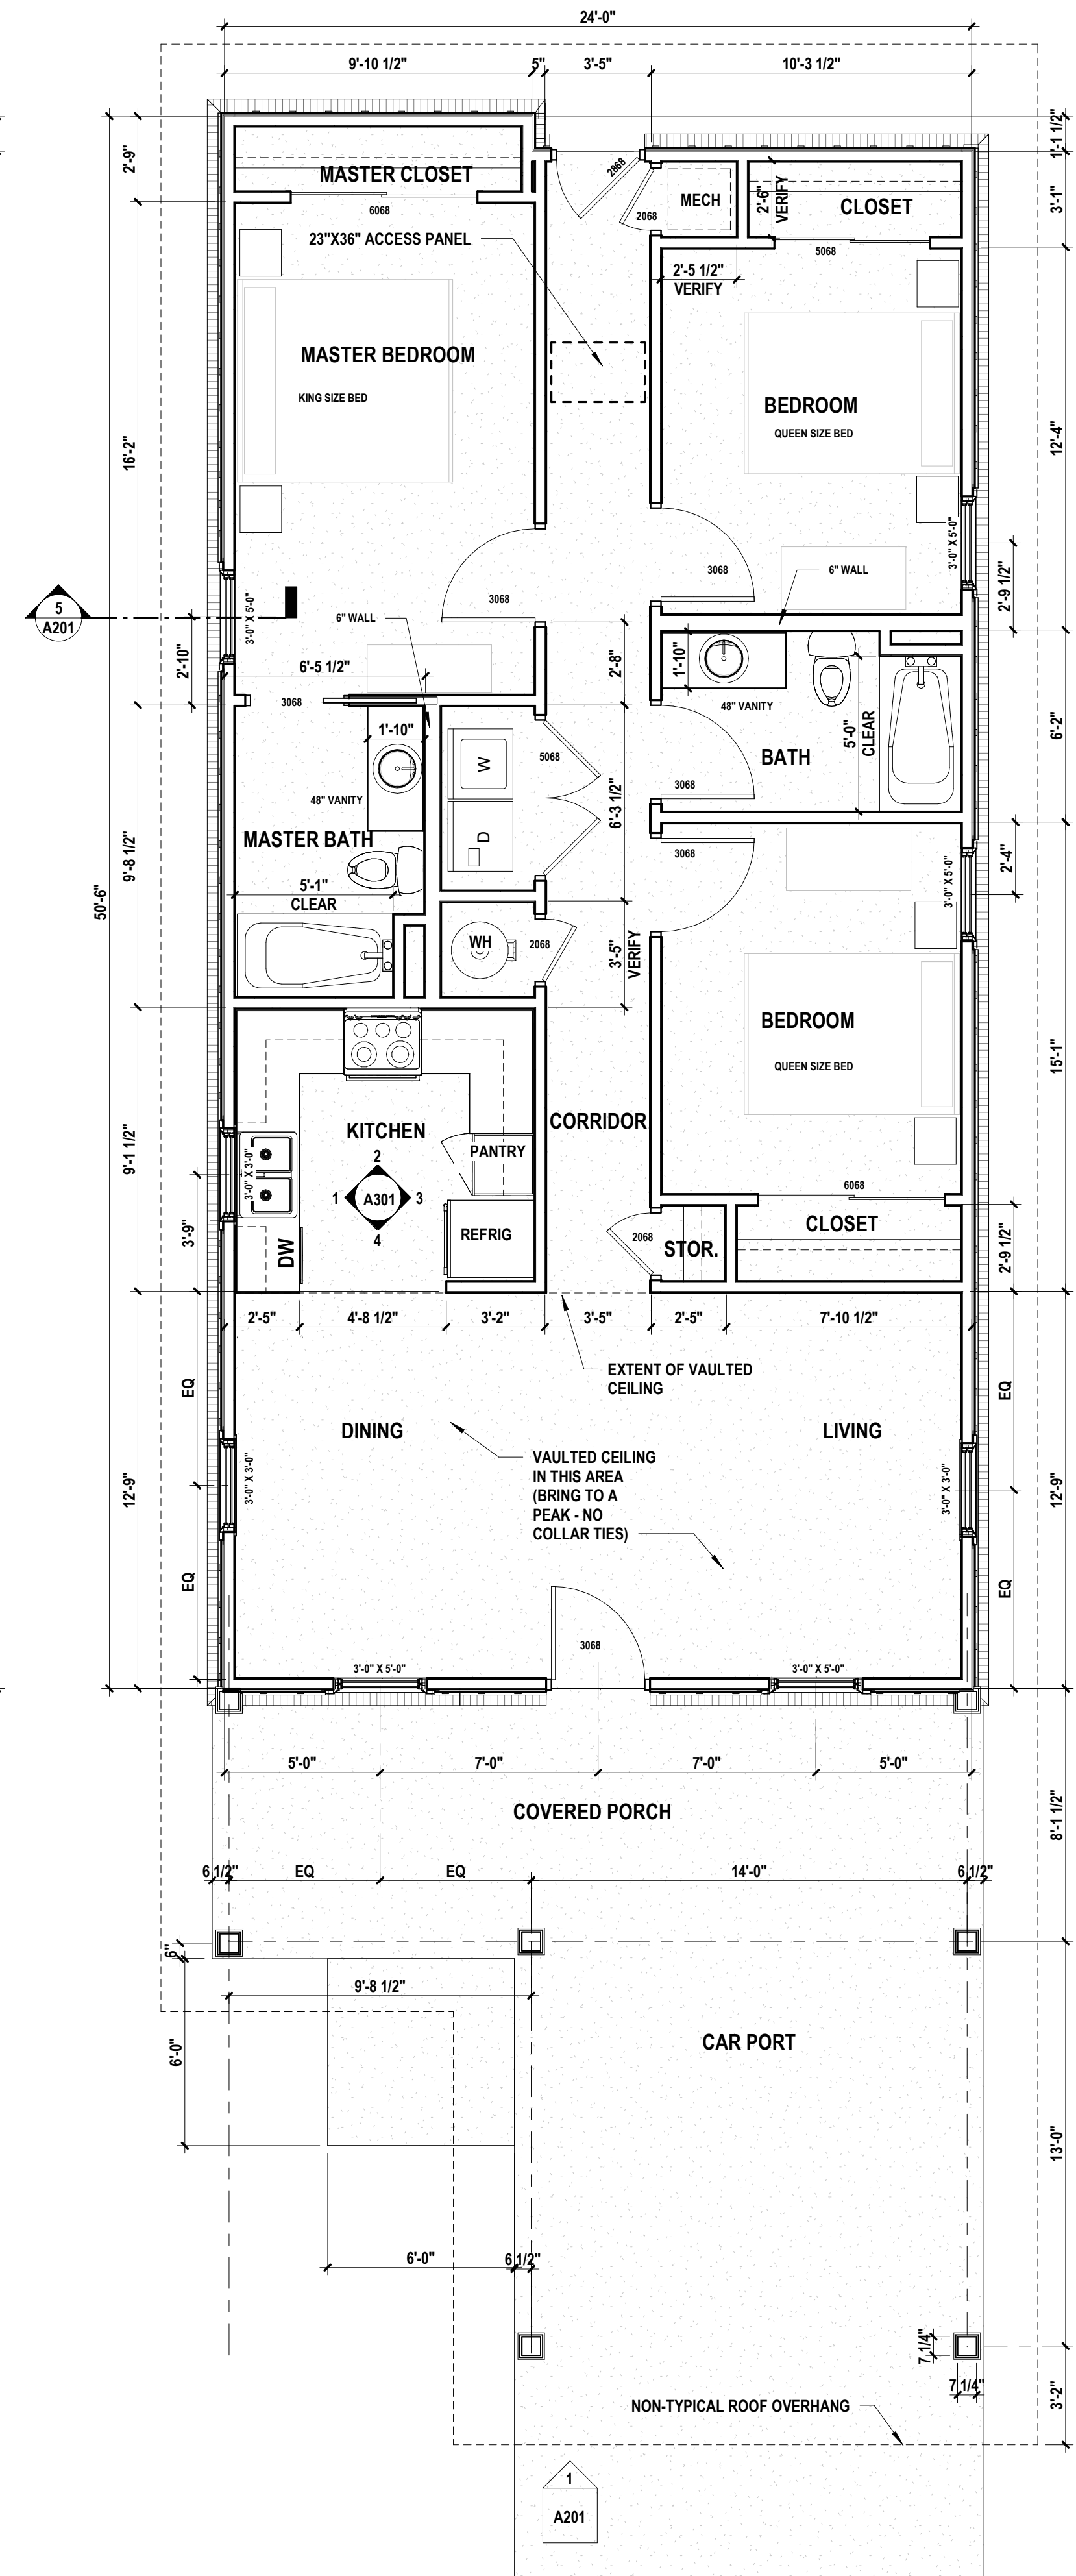 24'-0"
9'-10 1/2"
5"
3'-5"
10'-3 1/2"
1'-1 1/2"
2'-9"
MASTER CLOSET
6068
23"X36" ACCESS PANEL
2868
2068
MECH
2'-6"
VERIFY
CLOSET
5068
3'-1"
2'-5 1/2"
VERIFY
MASTER BEDROOM
KING SIZE BED
BEDROOM
QUEEN SIZE BED
16'-2"
12'-4"
3'-0" X 5'-0"
2'-9 1/2"
3068
3068
6" WALL
5
A201
3'-0" X 5'-0"
6" WALL
2'-10"
6'-5 1/2"
3068
2'-8"
1'-10"
48" VANITY
5'-0"
CLEAR
BATH
3068
6'-2"
1'-10"
48" VANITY
W
D
5068
6'-3 1/2"
MASTER BATH
5'-1"
CLEAR
9'-8 1/2"
50'-6"
3068
3'-0" X 5'-0"
2'-4"
WH
2068
3'-5"
VERIFY
BEDROOM
QUEEN SIZE BED
15'-1"
KITCHEN
CORRIDOR
PANTRY
9'-1 1/2"
3'-0" X 3'-0"
2
1
A301
3
4
REFRIG
DW
3'-9"
6068
CLOSET
2068
STOR.
2'-9 1/2"
2'-5"
4'-8 1/2"
3'-2"
3'-5"
2'-5"
7'-10 1/2"
EXTENT OF VAULTED
CEILING
EQ
EQ
DINING
LIVING
VAULTED CEILING
IN THIS AREA
(BRING TO A
PEAK - NO
COLLAR TIES)
3'-0" X 3'-0"
3'-0" X 3'-0"
12'-9"
12'-9"
EQ
EQ
3068
3'-0" X 5'-0"
3'-0" X 5'-0"
5'-0"
7'-0"
7'-0"
5'-0"
COVERED PORCH
8'-1 1/2"
6 1/2"
EQ
EQ
14'-0"
6 1/2"
6"
9'-8 1/2"
6'-0"
CAR PORT
13'-0"
6'-0"
6 1/2"
7 1/4"
7 1/4"
NON-TYPICAL ROOF OVERHANG
3'-2"
1
A201